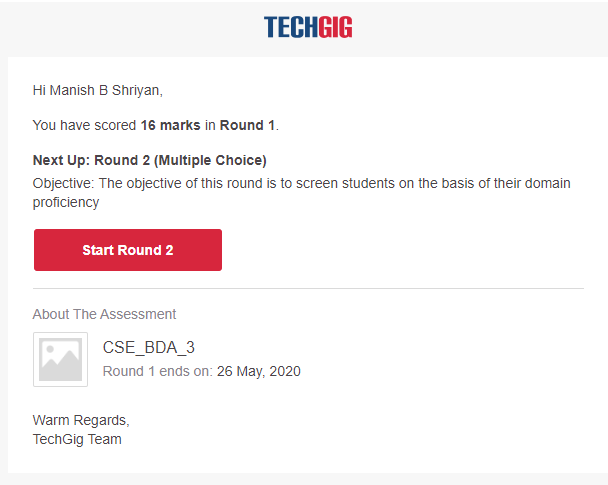 TECHGIG
Hi Manish B Shriyan,
You have scored 16 marks in Round 1.
Next Up: Round 2 (Multiple Choice)
Objective: The objective of this round is to screen students on the basis of their domain
proficiency
Start Round 2
About The Assessment
CSE_BDA_3
Round 1 ends on: 26 May, 2020
Warm Regards,
TechGig Team